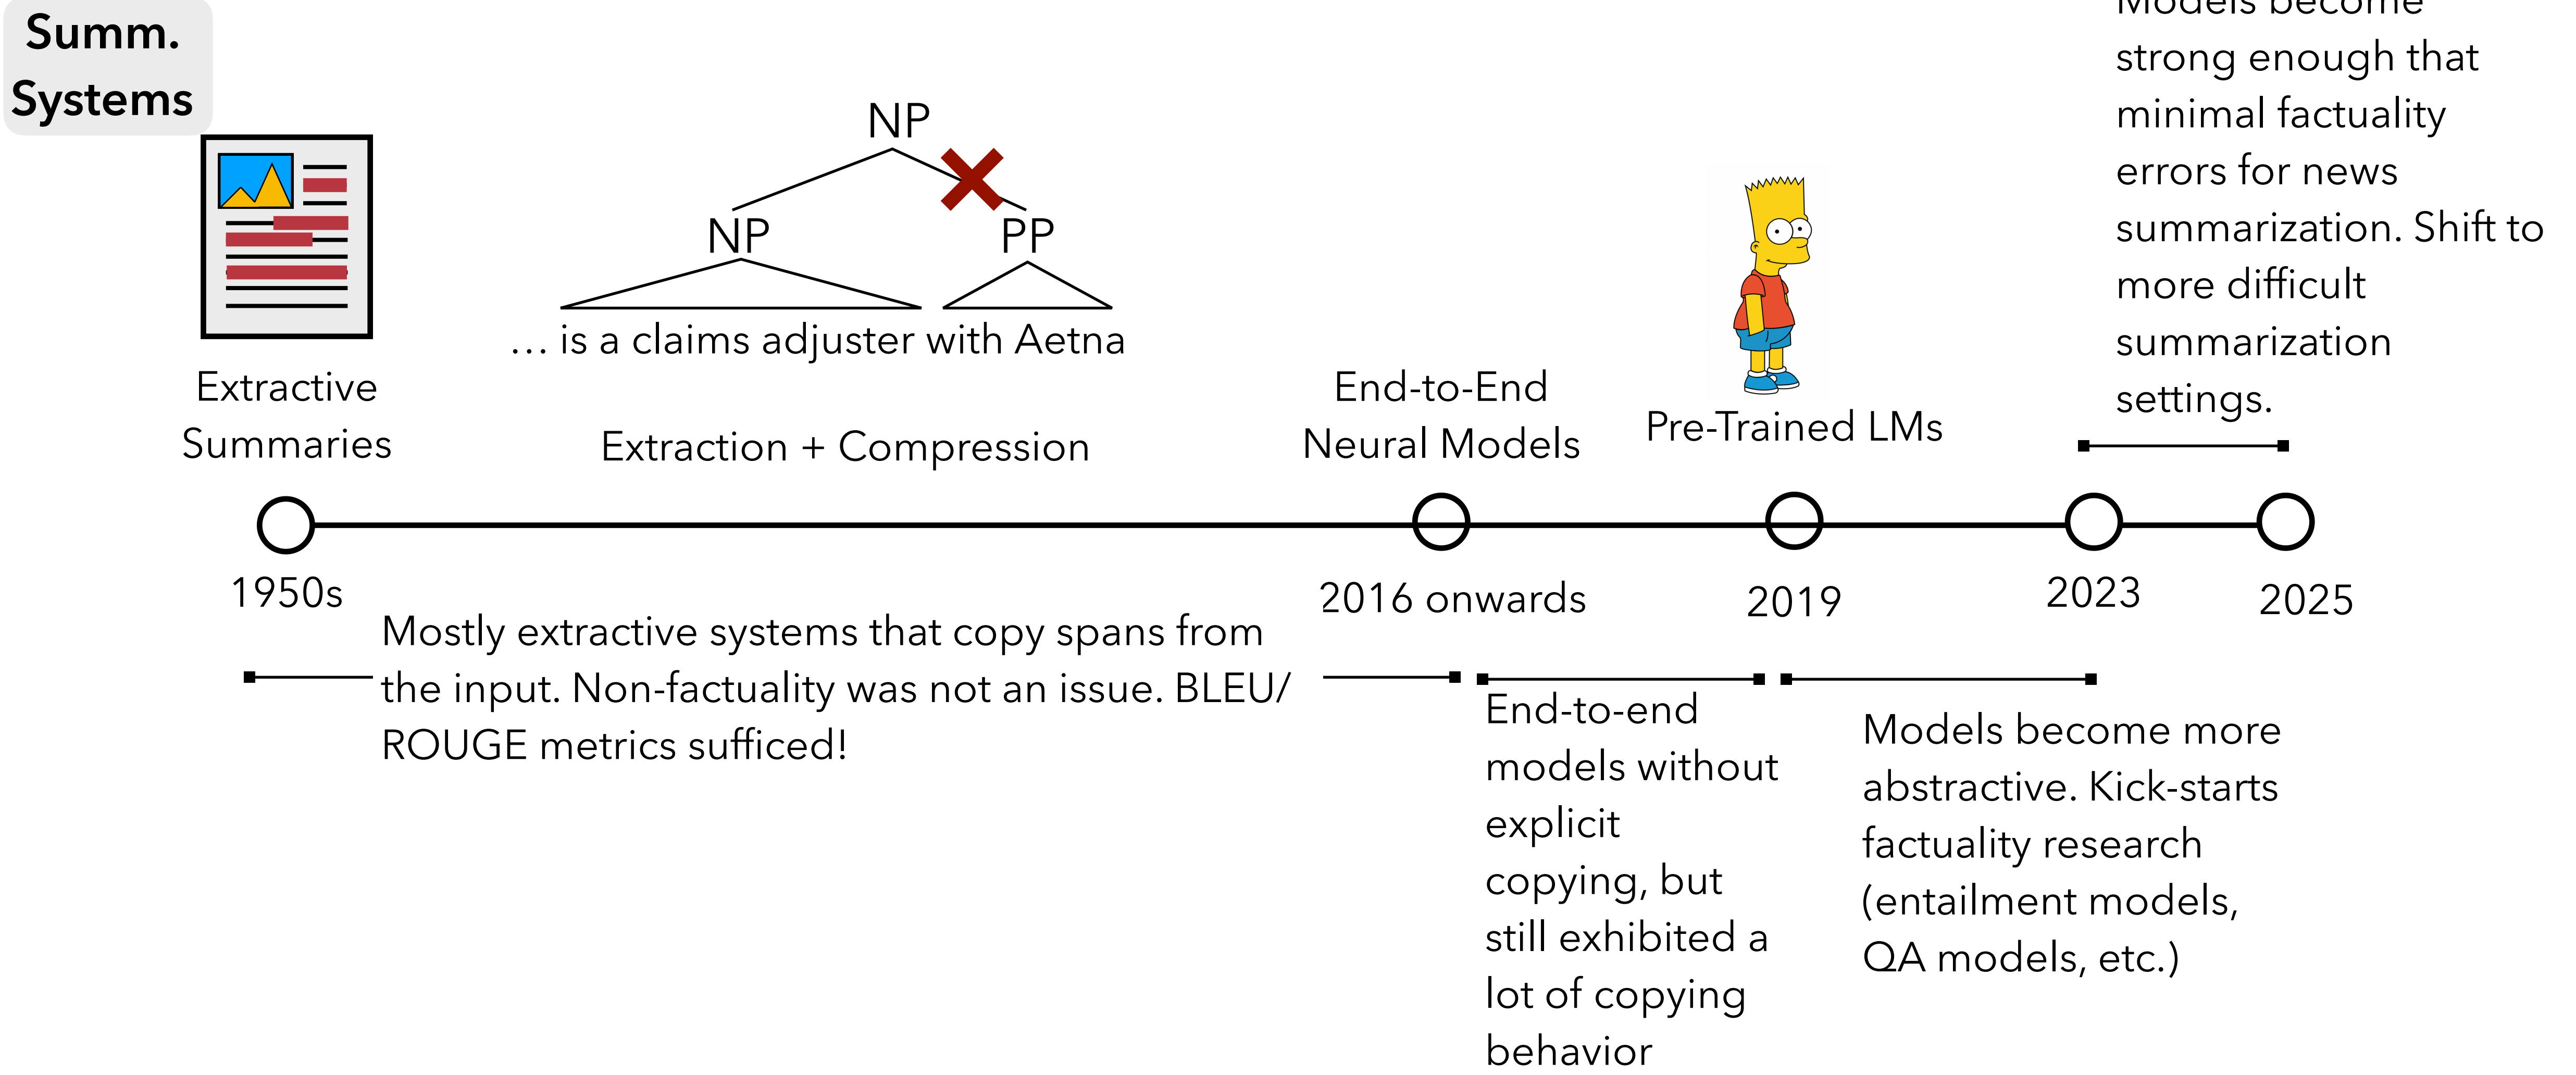 Summ.
Systems
NP
NP
PP
... is a claims adjuster with Aetna
Extractive
Summaries
Extraction + Compression
End-to-End
Neural Models
Pre-Trained LMs
Models become
strong enough that
minimal factuality
errors for news
summarization. Shift to
more difficult
summarization
settings.
1950s
2016 onwards
2019
2023
2025
Mostly extractive systems that copy spans from
the input. Non-factuality was not an issue. BLEU/
ROUGE metrics sufficed!
End-to-end
models without
explicit
copying, but
still exhibited a
lot of copying
behavior
Models become more
abstractive. Kick-starts
factuality research
(entailment models,
QA models, etc.)